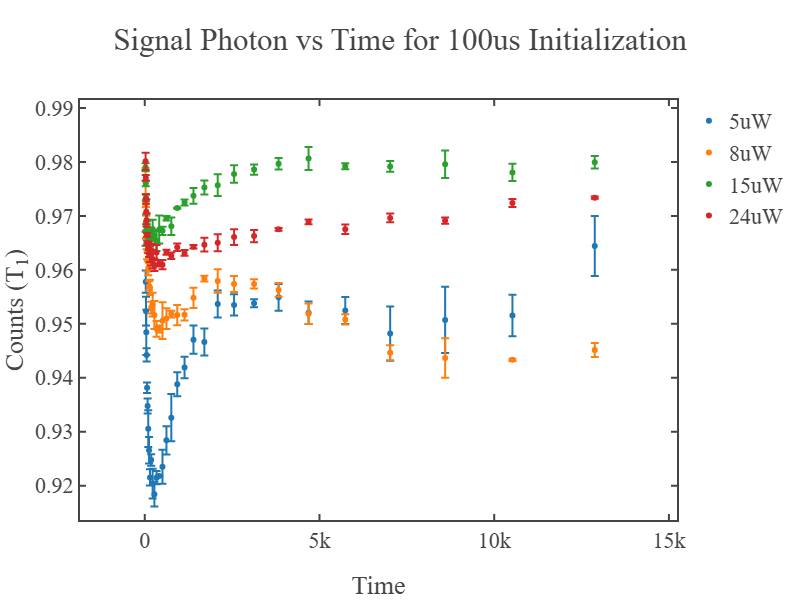 Signal Photon vs Time for 100us Initialization
0.99
0.98
0.97
0.96
0.95
0.94
0.93
0.92
Counts (T1)
0
5k
10k
15k
Time
5uW
8uW
15uW
24uW